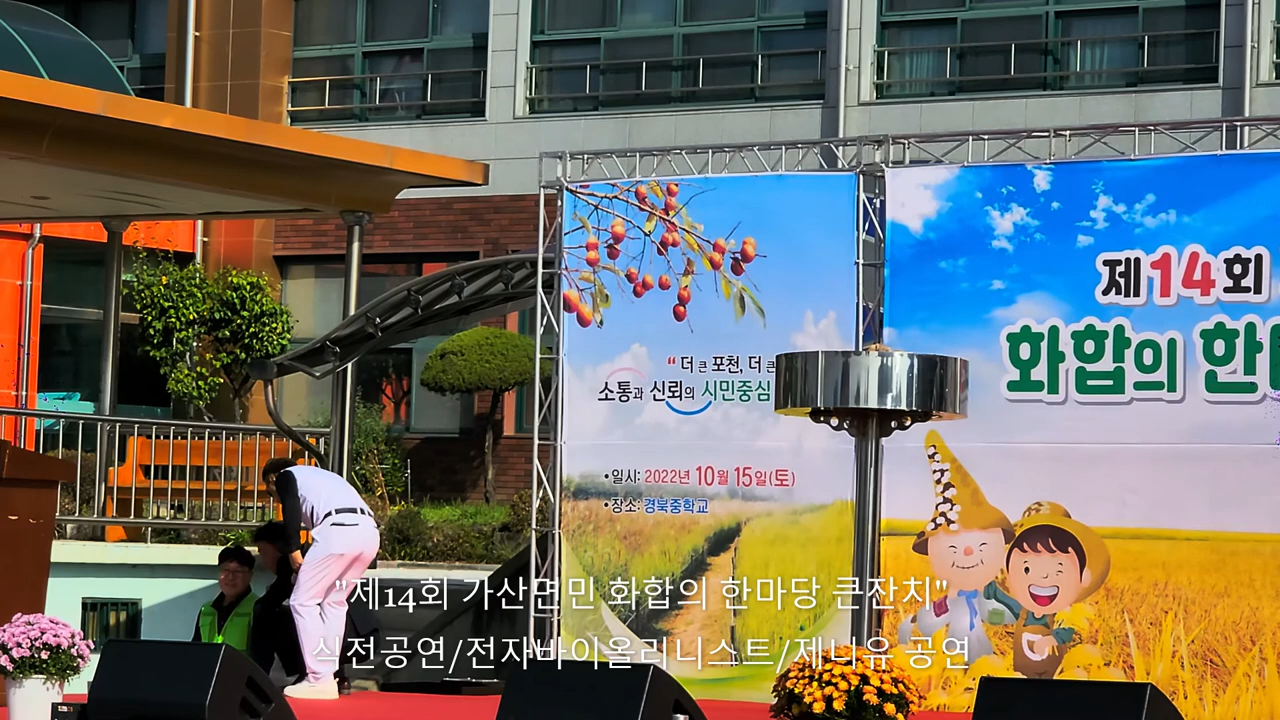 제14회
화합의 한
" 더 큰 포천, 더 큰
소통과 신뢰의 시민중심
•일시: 2022년 10월 15일(토)
•장소: 경북중학교
"제14회 가산면민 화합의 한마당 큰잔치"
식전공연/전자바이올리니스트/제니유 공연